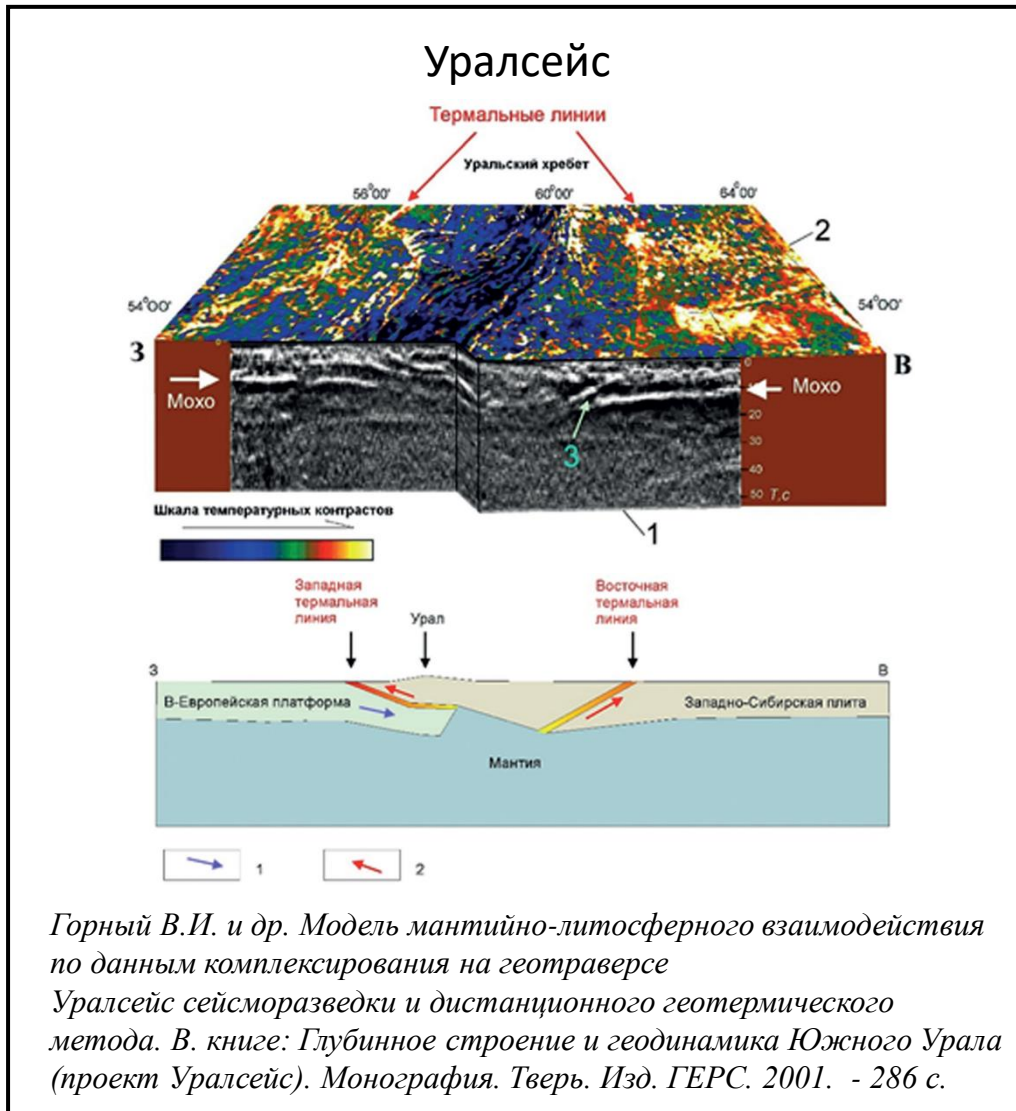 Уралсейс
Термальные линии
Уральский хребет
56°00' 60°00' 64°00'
2
54°00' 54°00'
З В
0 0
Мохо 10 Мохо
20
3 30
40
50 T,c
Шкала температурных контрастов 1
Западная термальная линия
Урал
Восточная термальная линия
З В
В-Европейская платформа Западно-Сибирская плита
Мантия
1 2
Горный В.И. и др. Модель мантийно-литосферного взаимодействия
по данным комплексирования на геотраверсе
Уралсейс сейсморазведки и дистанционного геотермического
метода. В. книге: Глубинное строение и геодинамика Южного Урала
(проект Уралсейс). Монография. Тверь. Изд. ГЕРС. 2001. - 286 с.